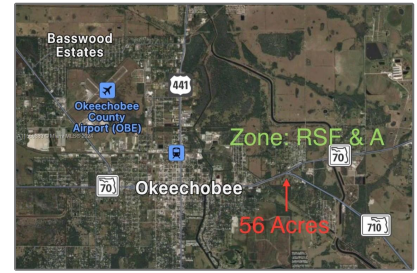 Basswood
Estates
441
Okeechobee
County
Airport (OBE)
Zone: RSF & A
70
70
Okeechobee
56 Acres
710